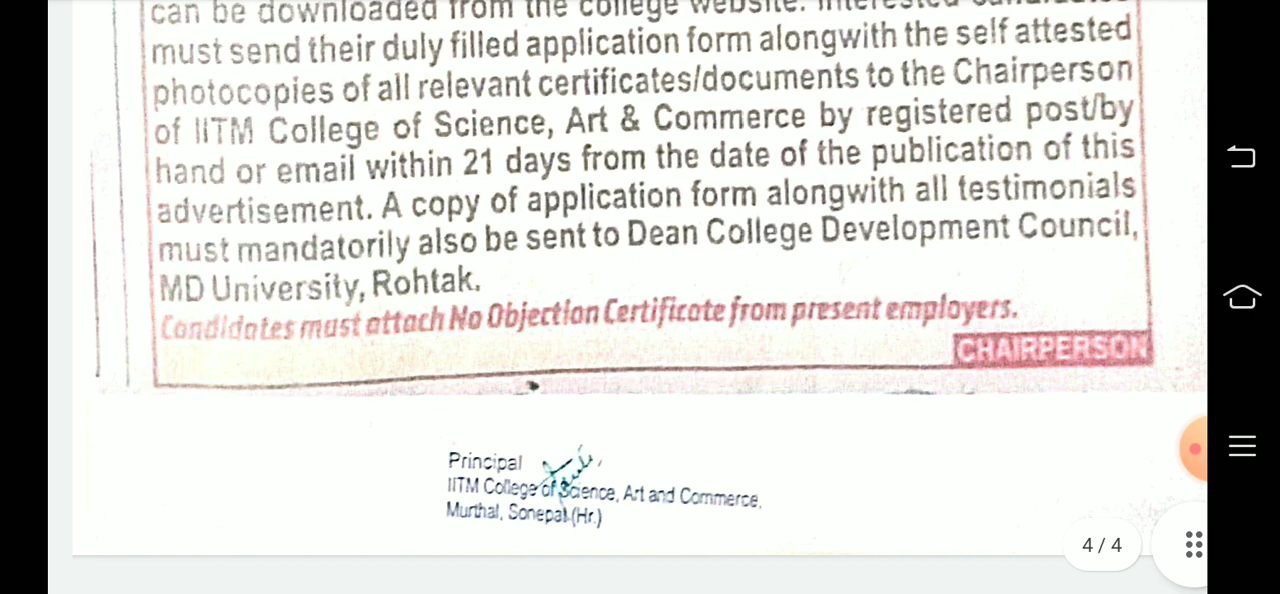 can be downloaded from the college website. Interested candidates
must send their duly filled application form alongwith the self attested
photocopies of all relevant certificates/documents to the Chairperson
of IITM College of Science, Art & Commerce by registered post/by
hand or email within 21 days from the date of the publication of this
advertisement. A copy of application form alongwith all testimonials
must mandatorily also be sent to Dean College Development Council,
MD University, Rohtak.
Candidates must attach No Objection Certificate from present employers.
CHAIRPERSON
Principal
IITM College of Science, Art and Commerce,
Murthal, Sonepat (Hr.)
4 / 4